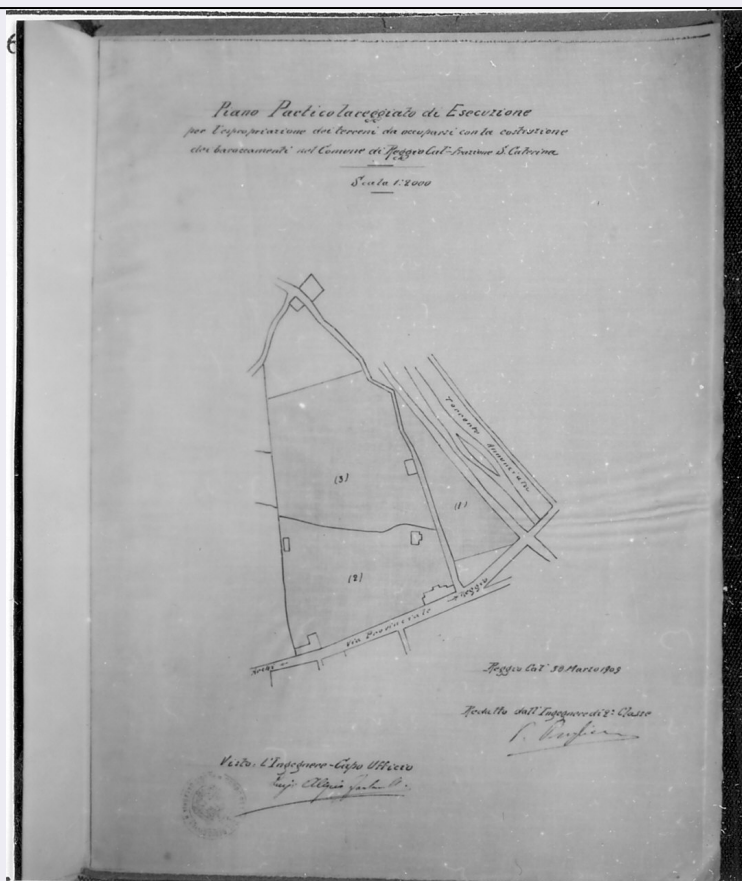 Piano Particolareggiato di Esecuzione
per l'espropriazione dei terreni da occuparsi con la costruzione
dei baraccamenti nel Comune di Reggio Cal. frazione S. Caterina
Scala 1:2000
Torrente Annunziata
(3)
(1)
(2)
Via Provinciale
Reggio
Reggio Cal. 30 Marzo 1909
Redatto dall'Ingegnere di 2ª Classe
Visto: L'Ingegnere-Capo Ufficio